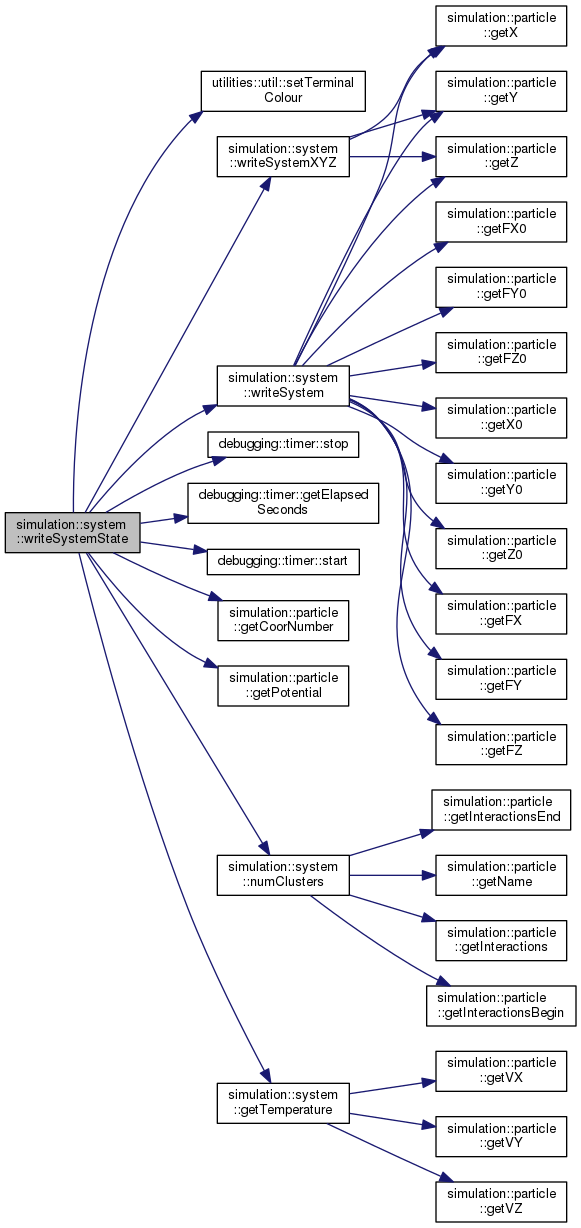 simulation::system
::writeSystemState
utilities::util::setTerminal
Colour
simulation::system
::writeSystemXYZ
simulation::system
::writeSystem
debugging::timer::stop
debugging::timer::getElapsed
Seconds
debugging::timer::start
simulation::particle
::getCoorNumber
simulation::particle
::getPotential
simulation::system
::numClusters
simulation::system
::getTemperature
simulation::particle
::getX
simulation::particle
::getY
simulation::particle
::getZ
simulation::particle
::getFX0
simulation::particle
::getFY0
simulation::particle
::getFZ0
simulation::particle
::getX0
simulation::particle
::getY0
simulation::particle
::getZ0
simulation::particle
::getFX
simulation::particle
::getFY
simulation::particle
::getFZ
simulation::particle
::getInteractionsEnd
simulation::particle
::getName
simulation::particle
::getInteractions
simulation::particle
::getInteractionsBegin
simulation::particle
::getVX
simulation::particle
::getVY
simulation::particle
::getVZ